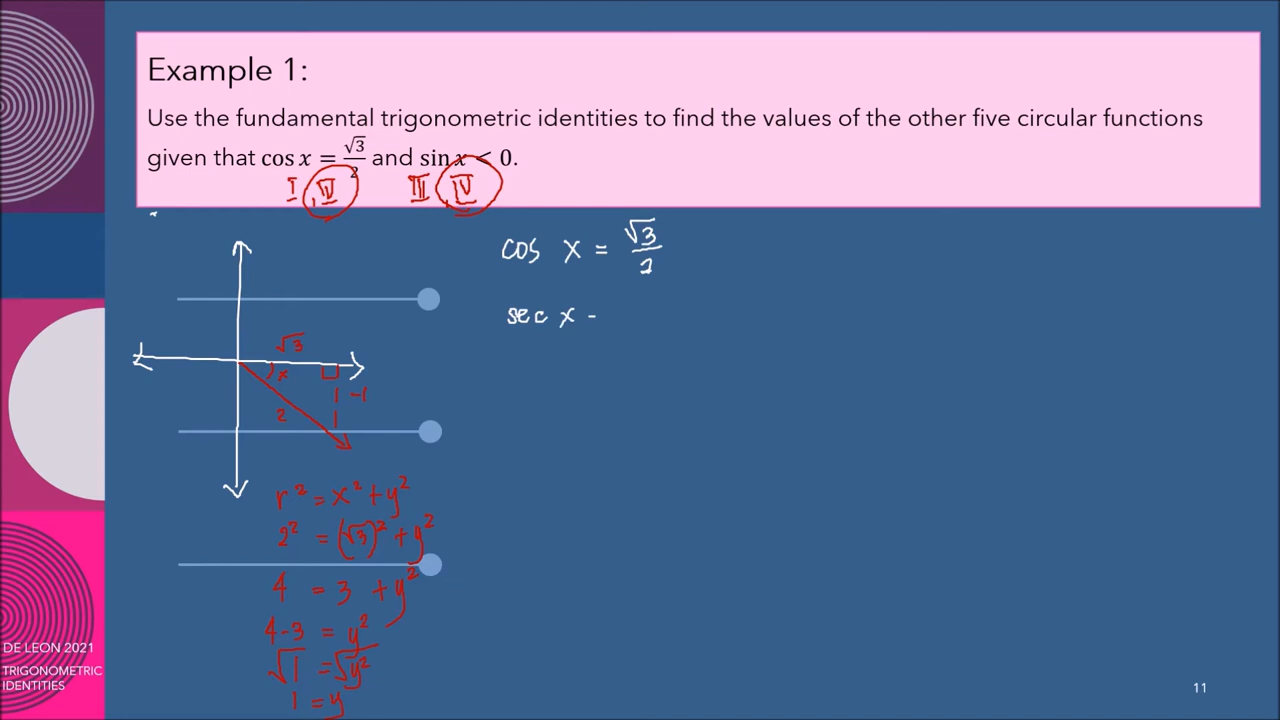 Example 1:
Use the fundamental trigonometric identities to find the values of the other five circular functions
given that cos x = √3/2 and sin x < 0.
I, IV III, IV
cos x = √3/2
sec x -
√3
x
-1
2
r² = x² + y²
2² = (√3)² + y²
4 = 3 + y²
4-3 = y²
√1 = √y²
1 = y
DE LEON 2021
TRIGONOMETRIC
IDENTITIES
11